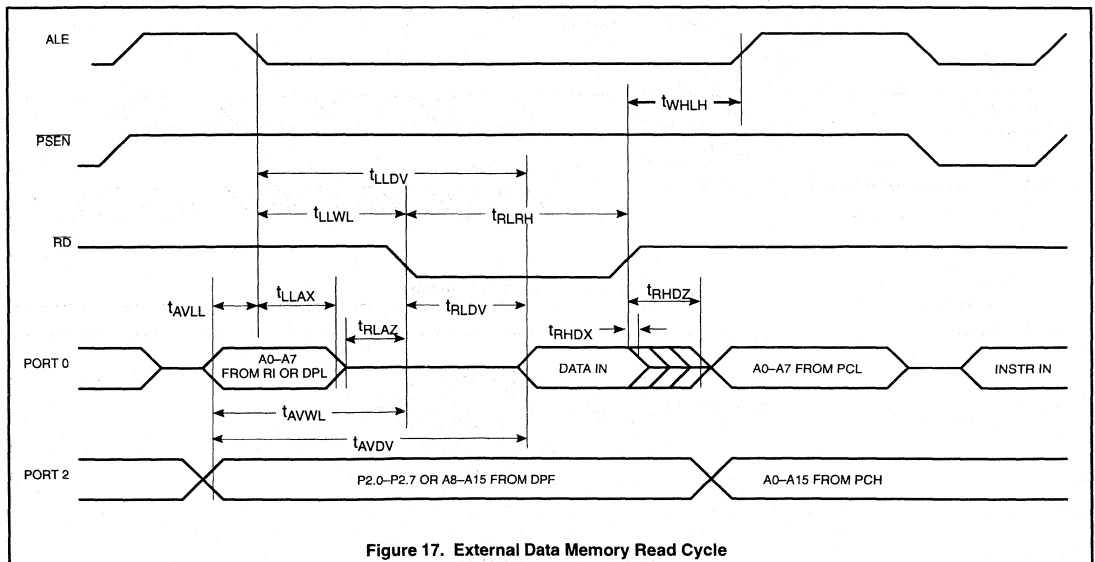 ALE
tWHLH
PSEN
tLLDV
tLLWL
tRLRH
RD
tAVLL
tLLAX
tRLDV
tRHDZ
tRLAZ
tRHDX
PORT 0
A0–A7
FROM RI OR DPL
DATA IN
A0–A7 FROM PCL
INSTR IN
tAVWL
tAVDV
PORT 2
P2.0–P2.7 OR A8–A15 FROM DPF
A0–A15 FROM PCH
Figure 17. External Data Memory Read Cycle